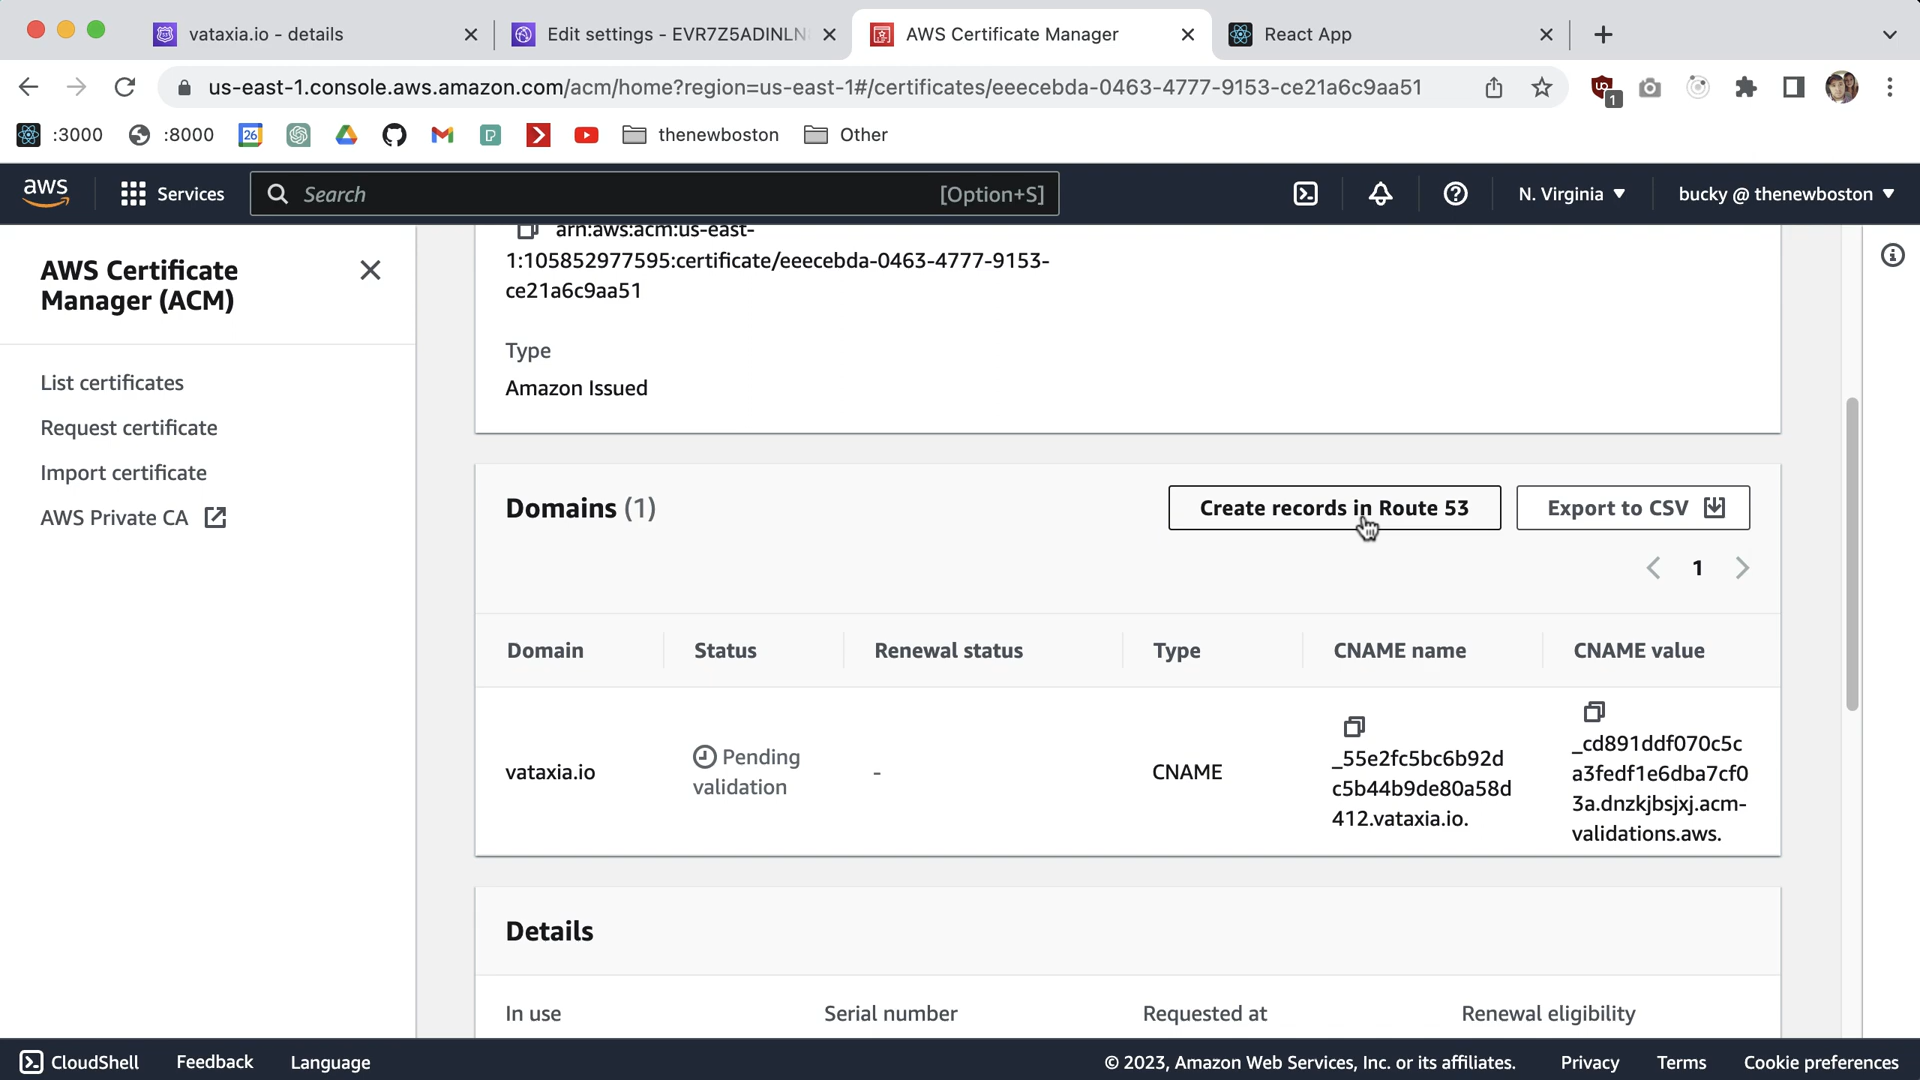 vataxia.io - details
Edit settings - EVR7Z5ADINLN
AWS Certificate Manager
React App
us-east-1.console.aws.amazon.com/acm/home?region=us-east-1#/certificates/eeecebda-0463-4777-9153-ce21a6c9aa51
1
:3000
:8000
26
thenewboston
Other
aws
Services
Search
[Option+S]
N. Virginia
bucky @ thenewboston
AWS Certificate
Manager (ACM)
List certificates
Request certificate
Import certificate
AWS Private CA
arn:aws:acm:us-east-
1:105852977595:certificate/eeecebda-0463-4777-9153-
ce21a6c9aa51
Type
Amazon Issued
Domains (1)
Create records in Route 53
Export to CSV
1
Domain
Status
Renewal status
Type
CNAME name
CNAME value
vataxia.io
Pending
validation
-
CNAME
_55e2fc5bc6b92d
c5b44b9de80a58d
412.vataxia.io.
_cd891ddf070c5c
a3fedf1e6dba7cf0
3a.dnzkjbsjxj.acm-
validations.aws.
Details
In use
Serial number
Requested at
Renewal eligibility
CloudShell
Feedback
Language
© 2023, Amazon Web Services, Inc. or its affiliates.
Privacy
Terms
Cookie preferences